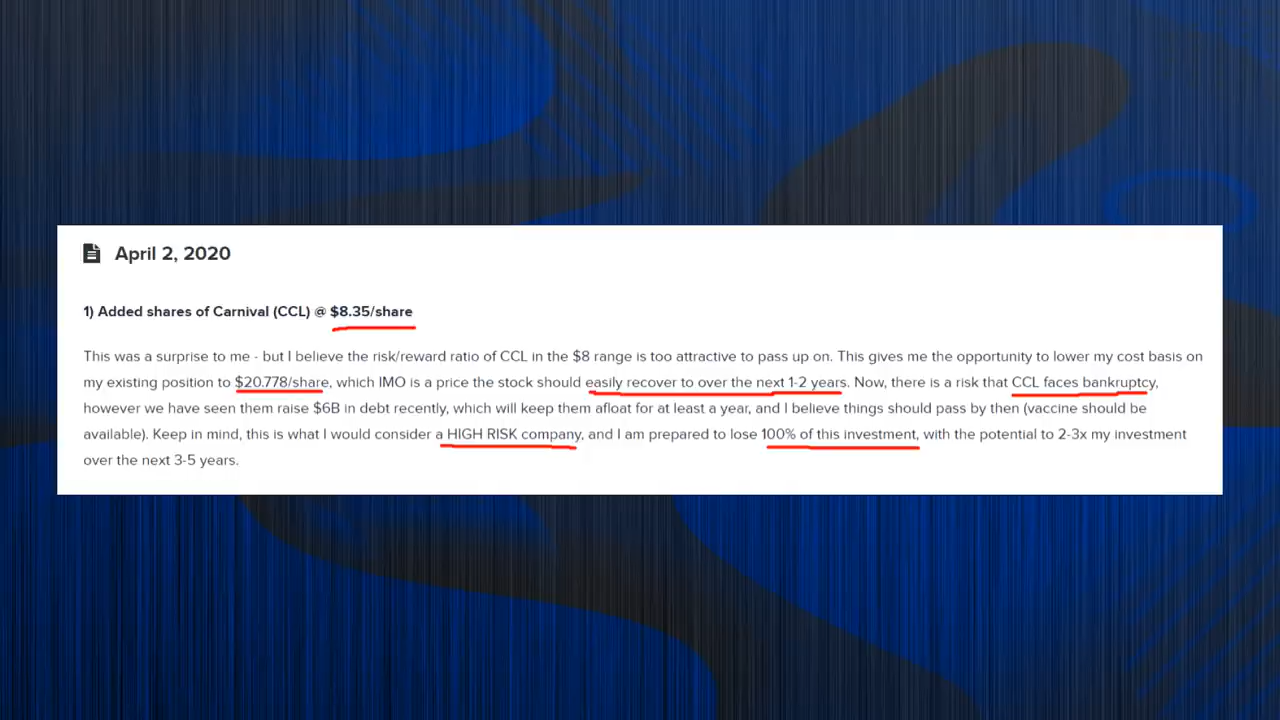 April 2, 2020
1) Added shares of Carnival (CCL) @ $8.35/share
This was a surprise to me - but I believe the risk/reward ratio of CCL in the $8 range is too attractive to pass up on. This gives me the opportunity to lower my cost basis on
my existing position to $20.778/share, which IMO is a price the stock should easily recover to over the next 1-2 years. Now, there is a risk that CCL faces bankruptcy,
however we have seen them raise $6B in debt recently, which will keep them afloat for at least a year, and I believe things should pass by then (vaccine should be
available). Keep in mind, this is what I would consider a HIGH RISK company, and I am prepared to lose 100% of this investment, with the potential to 2-3x my investment
over the next 3-5 years.